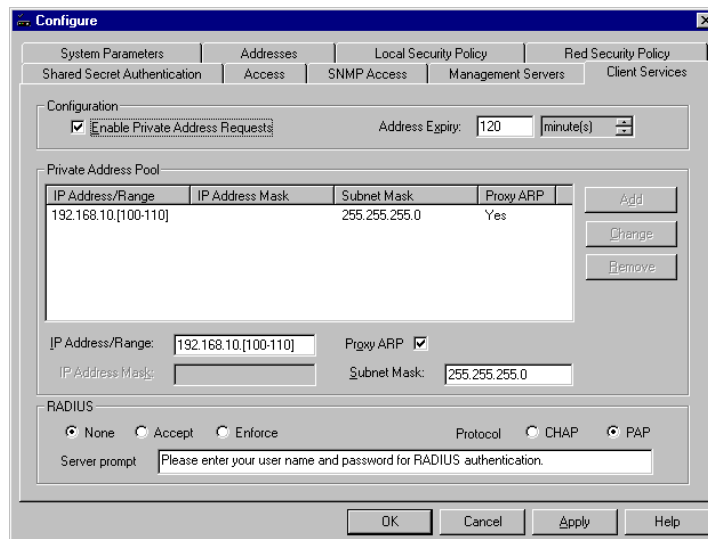 Configure
System Parameters Addresses Local Security Policy Red Security Policy
Shared Secret Authentication Access SNMP Access Management Servers Client Services
Configuration
Enable Private Address Requests Address Expiry: 120 minute(s)
Private Address Pool
IP Address/Range IP Address Mask Subnet Mask Proxy ARP
192.168.10.[100-110] 255.255.255.0 Yes
Add
Change
Remove
IP Address/Range: 192.168.10.[100-110] Proxy ARP
IP Address Mask: Subnet Mask: 255.255.255.0
RADIUS
None Accept Enforce Protocol CHAP PAP
Server prompt Please enter your user name and password for RADIUS authentication.
OK Cancel Apply Help